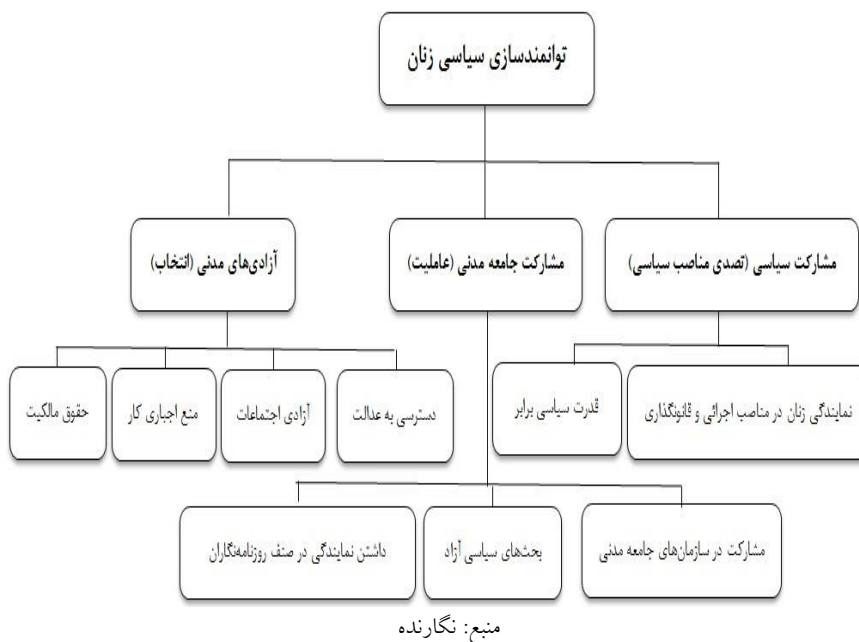 توانمندسازی سیاسی زنان
مشارکت سیاسی (تصدی مناصب سیاسی)
مشارکت جامعه مدنی (عاملیت)
آزادی‌های مدنی (انتخاب)
نمایندگی زنان در مناصب اجرائی و قانونگذاری
قدرت سیاسی برابر
دسترسی به عدالت
آزادی اجتماعات
منع اجباری کار
حقوق مالکیت
مشارکت در سازمان‌های جامعه مدنی
بحث‌های سیاسی آزاد
داشتن نمایندگی در صنف روزنامه‌نگاران
منبع: نگارنده